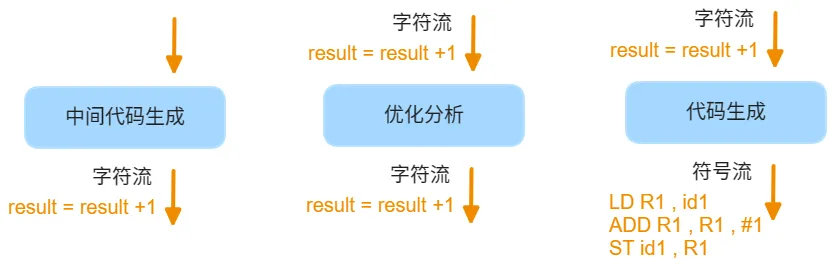 中间代码生成
字符流
result = result +1
字符流
result = result +1
优化分析
字符流
result = result +1
字符流
result = result +1
代码生成
符号流
LD R1 , id1
ADD R1 , R1 , #1
ST id1 , R1